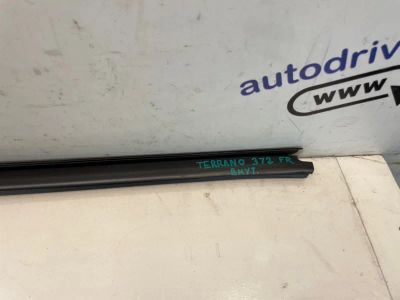 autodriv
www
TERRANO 372 FR
ВНУТ.